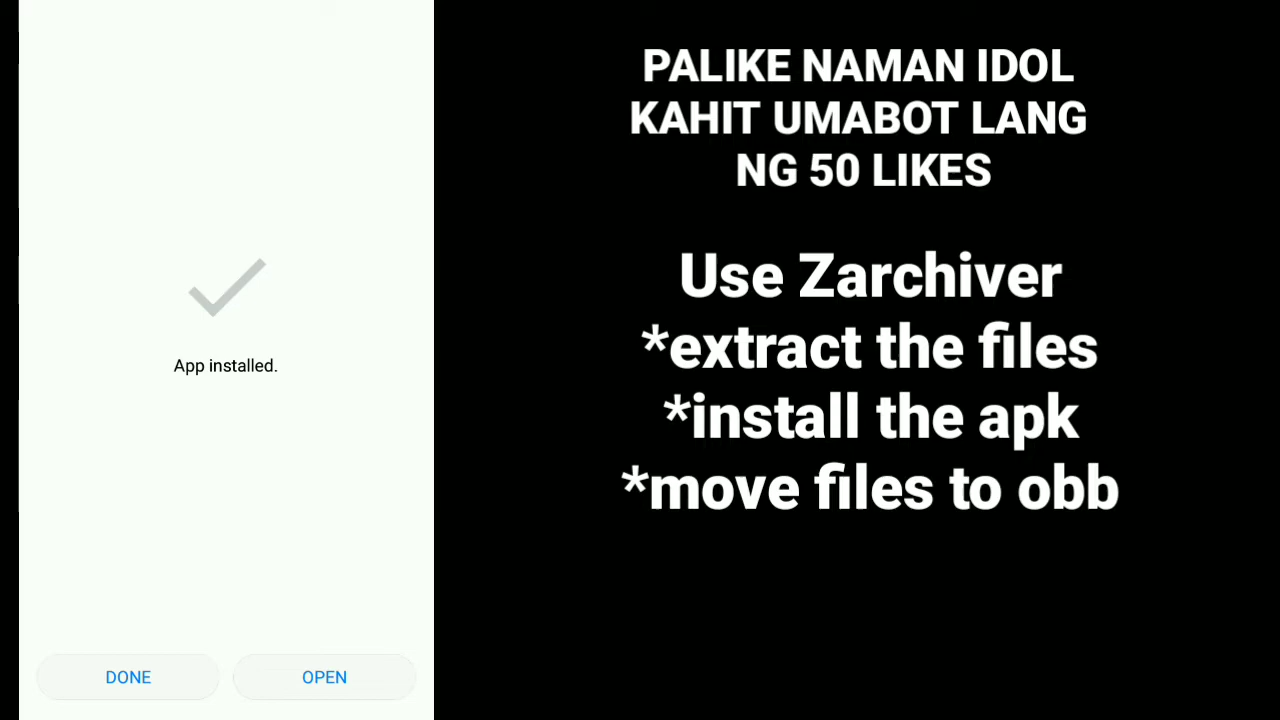 App installed.
DONE
OPEN
PALIKE NAMAN IDOL
KAHIT UMABOT LANG
NG 50 LIKES
Use Zarchiver
*extract the files
*install the apk
*move files to obb